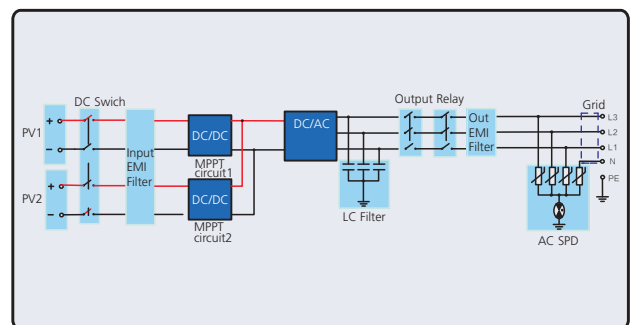 DC Swich
Output Relay
Grid
PV1
+
−
Input
EMI
Filter
DC/DC
MPPT
circuit1
DC/AC
Out
EMI
Filter
L3
L2
L1
N
PE
PV2
+
−
DC/DC
MPPT
circuit2
LC Filter
AC SPD